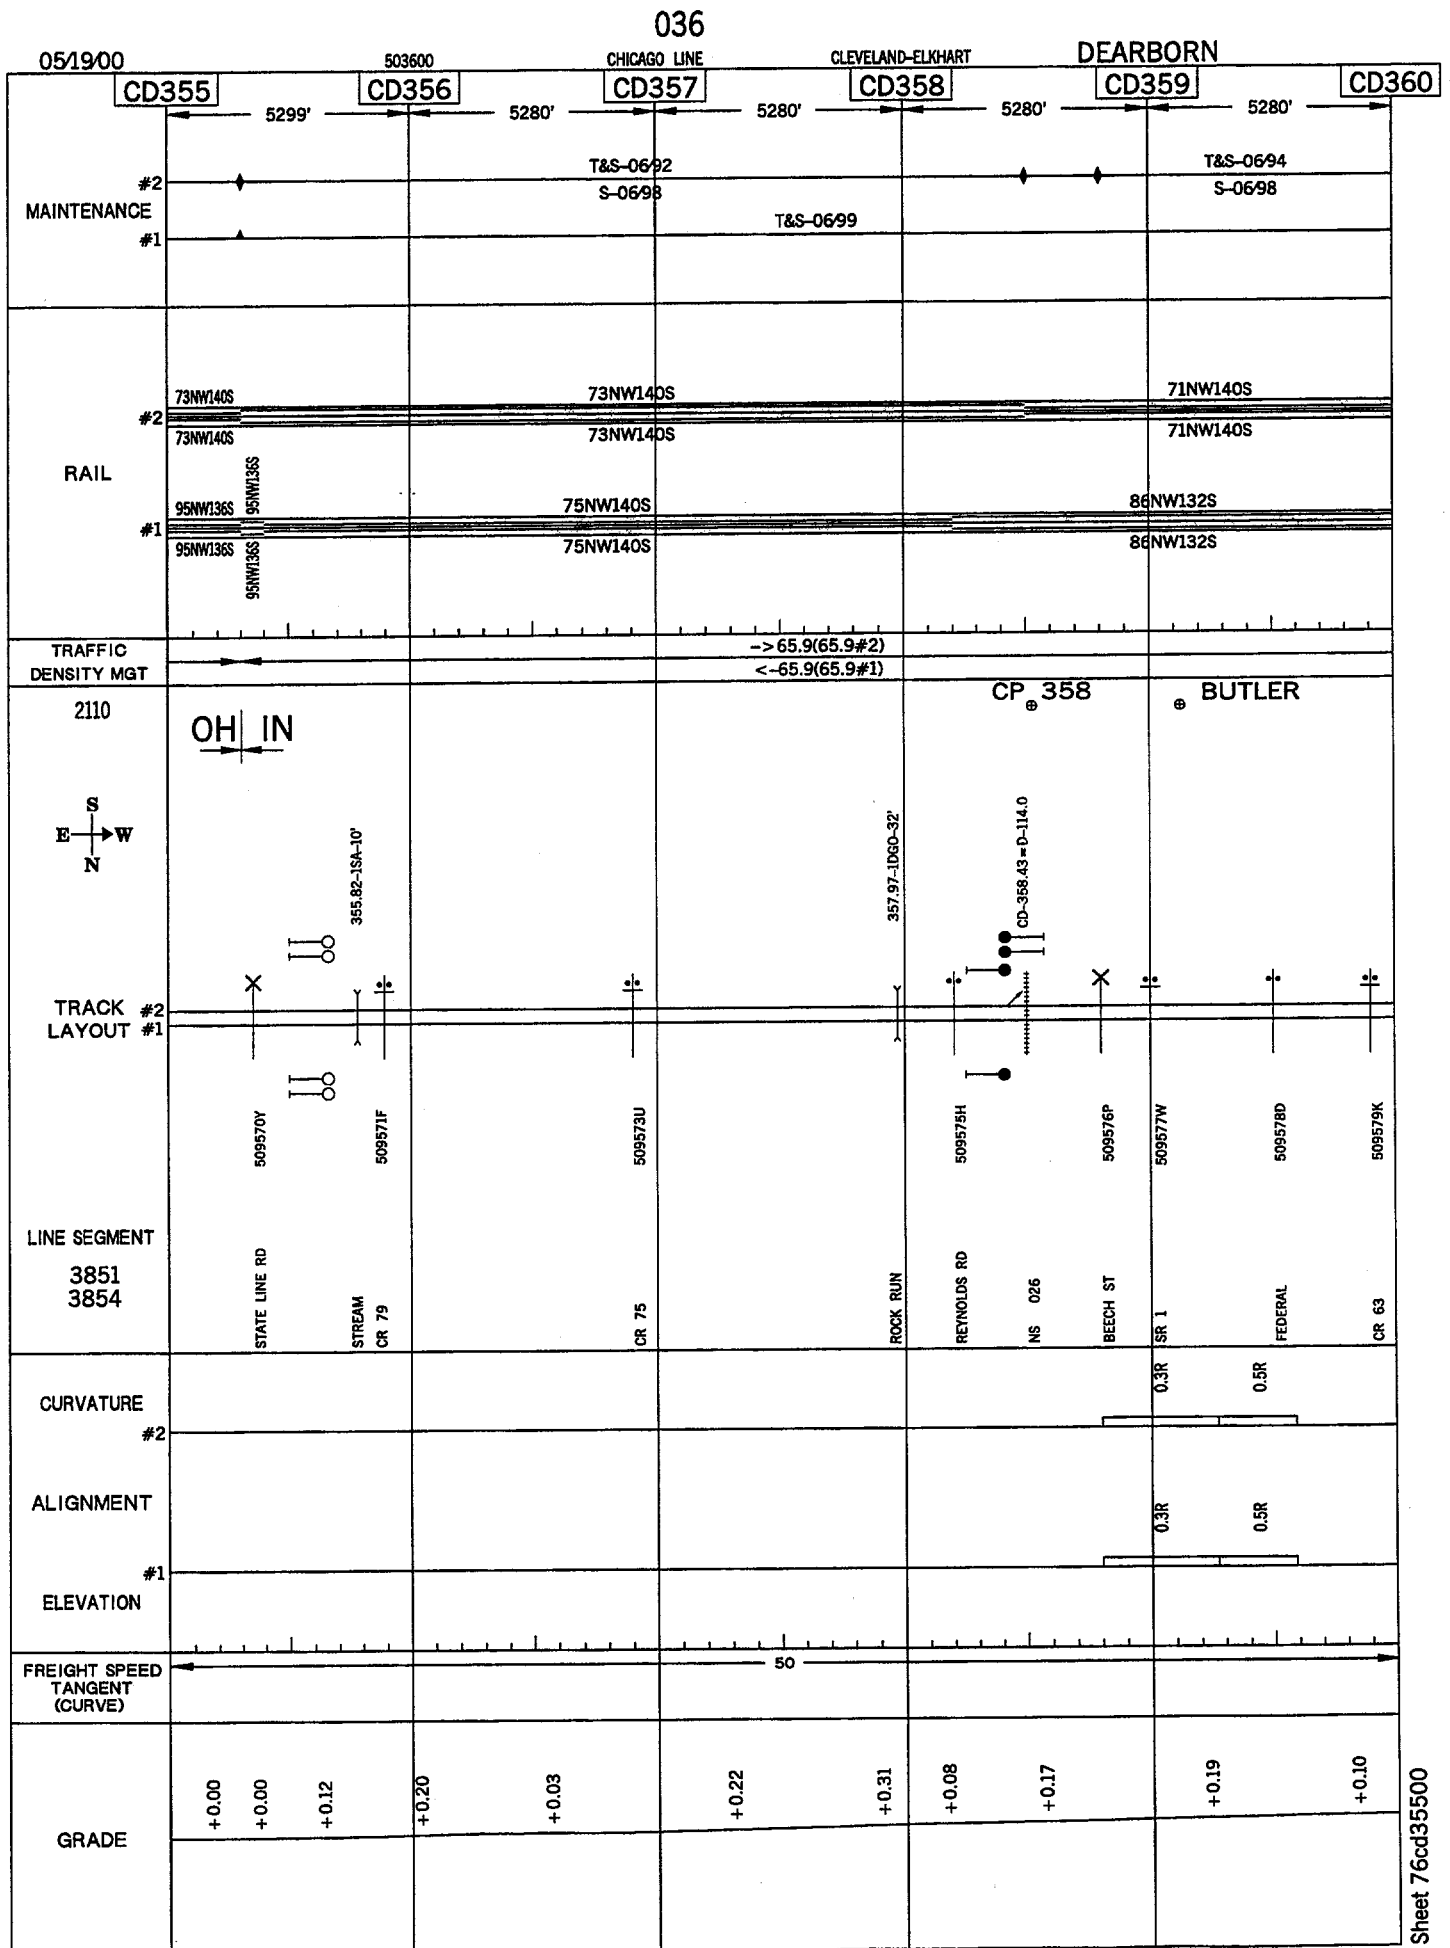 036
05/19/00 503600 CHICAGO LINE CLEVELAND-ELKHART DEARBORN
CD355 CD356 CD357 CD358 CD359 CD360
5299' 5280' 5280' 5280' 5280'
MAINTENANCE
#2
T&S-06/92
S-06/98
T&S-06/94
S-06/98
#1
T&S-06/99
RAIL
#2
73NW140S 73NW140S 71NW140S
73NW140S 73NW140S 71NW140S
#1
95NW136S 95NW136S 75NW140S 86NW132S
95NW136S 95NW136S 75NW140S 86NW132S
TRAFFIC
DENSITY MGT
->65.9(65.9#2)
<-65.9(65.9#1)
2110
OH IN
CP 358
BUTLER
S
E W
N
355.82-1SA-10'
357.97-1DGO-32'
CD-358.43=D-114.0
TRACK #2
LAYOUT #1
509570Y
509571F
509573U
509575H
509576P
509577W
509578D
509579K
LINE SEGMENT
3851
3854
STATE LINE RD
STREAM
CR 79
CR 75
ROCK RUN
REYNOLDS RD
NS 026
BEECH ST
SR 1
FEDERAL
CR 63
CURVATURE
#2
0.3R 0.5R
ALIGNMENT
#1
0.3R 0.5R
ELEVATION
FREIGHT SPEED
TANGENT
(CURVE)
50
GRADE
+0.00
+0.00
+0.12
+0.20
+0.03
+0.22
+0.31
+0.08
+0.17
+0.19
+0.10
Sheet 76cd35500